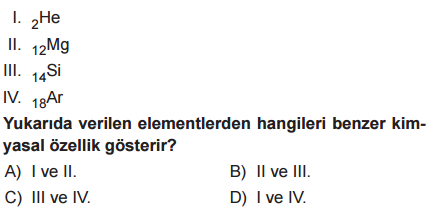 I. ₂He
II. ₁₂Mg
III. ₁₄Si
IV. ₁₈Ar
Yukarıda verilen elementlerden hangileri benzer kim-
yasal özellik gösterir?
A) I ve II. B) II ve III.
C) III ve IV. D) I ve IV.